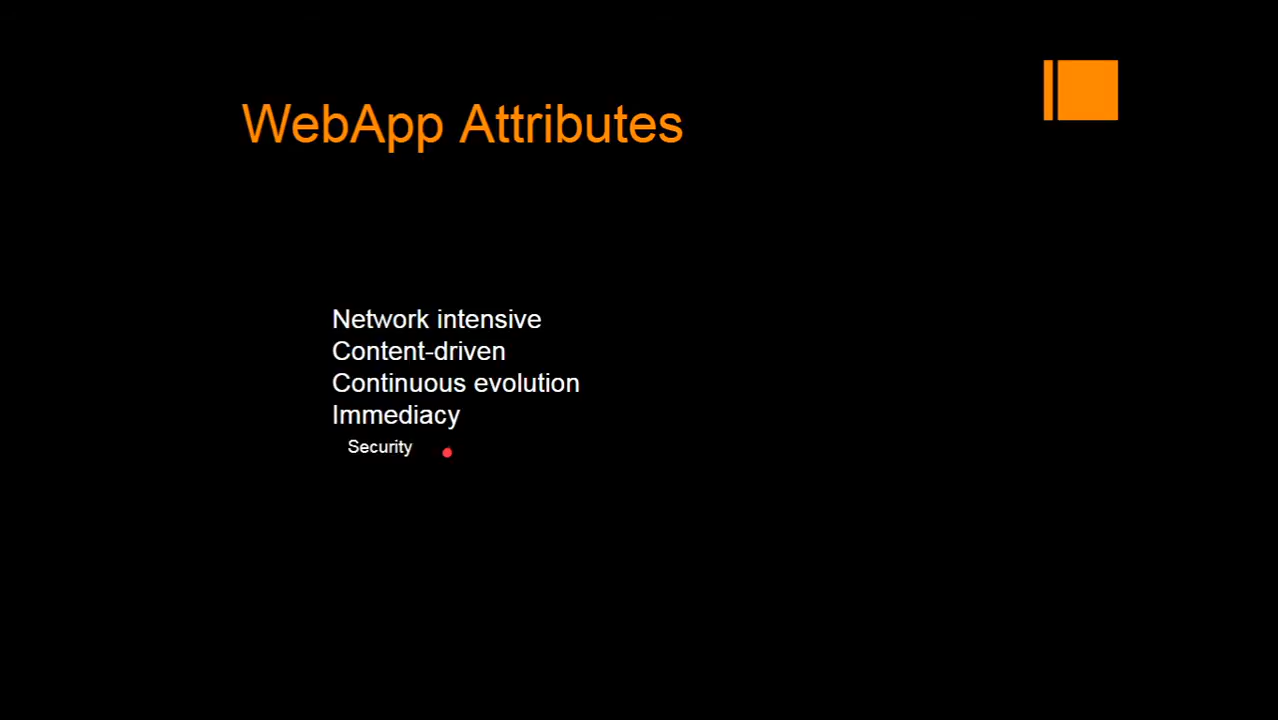 WebApp Attributes
Network intensive
Content-driven
Continuous evolution
Immediacy
Security